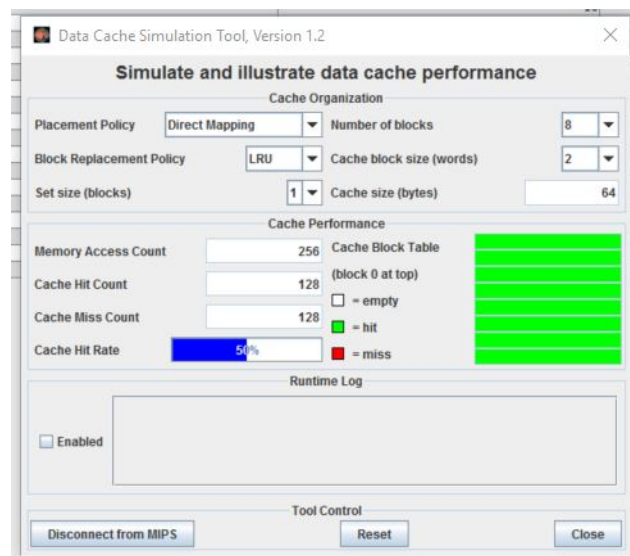 Data Cache Simulation Tool, Version 1.2
Simulate and illustrate data cache performance
Cache Organization
Placement Policy Direct Mapping Number of blocks 8
Block Replacement Policy LRU Cache block size (words) 2
Set size (blocks) 1 Cache size (bytes) 64
Cache Performance
Memory Access Count 256 Cache Block Table
(block 0 at top)
Cache Hit Count 128
= empty
Cache Miss Count 128
= hit
Cache Hit Rate 50% = miss
Runtime Log
Enabled
Tool Control
Disconnect from MIPS Reset Close